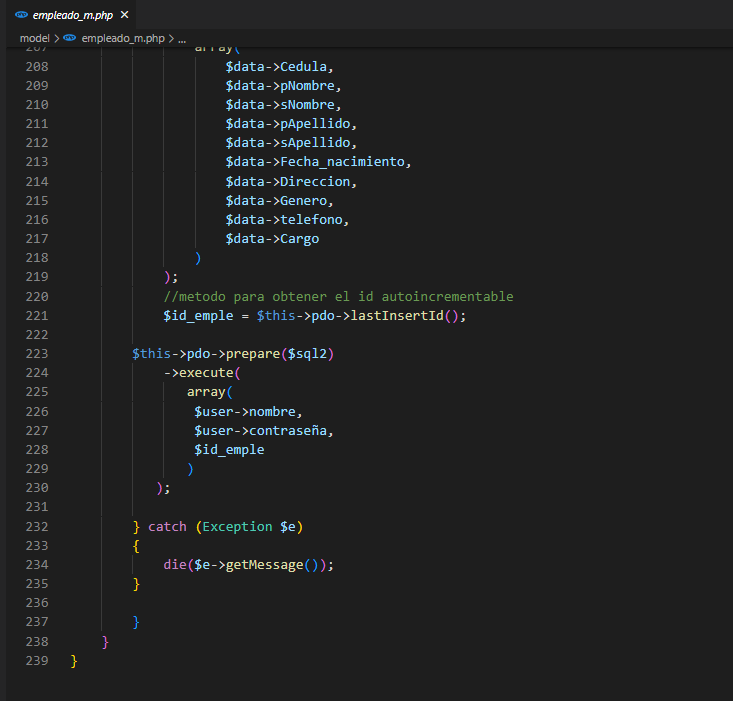 empleado_m.php
model > empleado_m.php > ...
207 array(
208 $data->Cedula,
209 $data->pNombre,
210 $data->sNombre,
211 $data->pApellido,
212 $data->sApellido,
213 $data->Fecha_nacimiento,
214 $data->Direccion,
215 $data->Genero,
216 $data->telefono,
217 $data->Cargo
218 )
219 );
220 //metodo para obtener el id autoincrementable
221 $id_emple = $this->pdo->lastInsertId();
222
223 $this->pdo->prepare($sql2)
224 ->execute(
225 array(
226 $user->nombre,
227 $user->contraseña,
228 $id_emple
229 )
230 );
231
232 } catch (Exception $e)
233 {
234 die($e->getMessage());
235 }
236
237 }
238 }
239 }